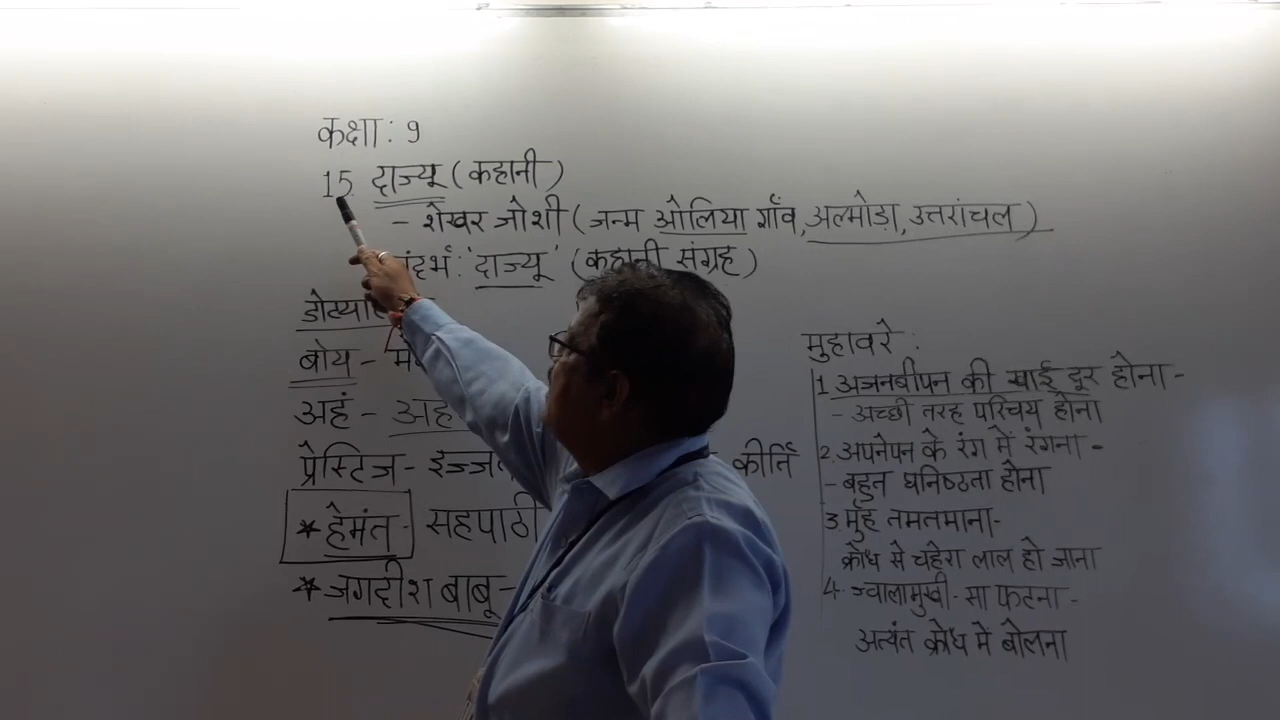 कक्षा: 9
15. दाज्यू (कहानी)
- शेखर जोशी (जन्म ओलिया गाँव, अल्मोड़ा, उत्तरांचल)
'दाज्यू' (कहानी संग्रह)
बोय -
अहं - अहं
प्रेस्टिज - इज्जत कीर्ति
* हेमंत - सहपाठी
* जगदीश बाबू -
मुहावरे :
1 अजनबीपन की खाई दूर होना -
- अच्छी तरह परिचय होना
2. अपनेपन के रंग में रंगना -
- बहुत घनिष्ठता होना
3. मुँह तमतमाना -
क्रोध से चहेरा लाल हो जाना
4. ज्वालामुखी - सा फटना -
अत्यंत क्रोध में बोलना